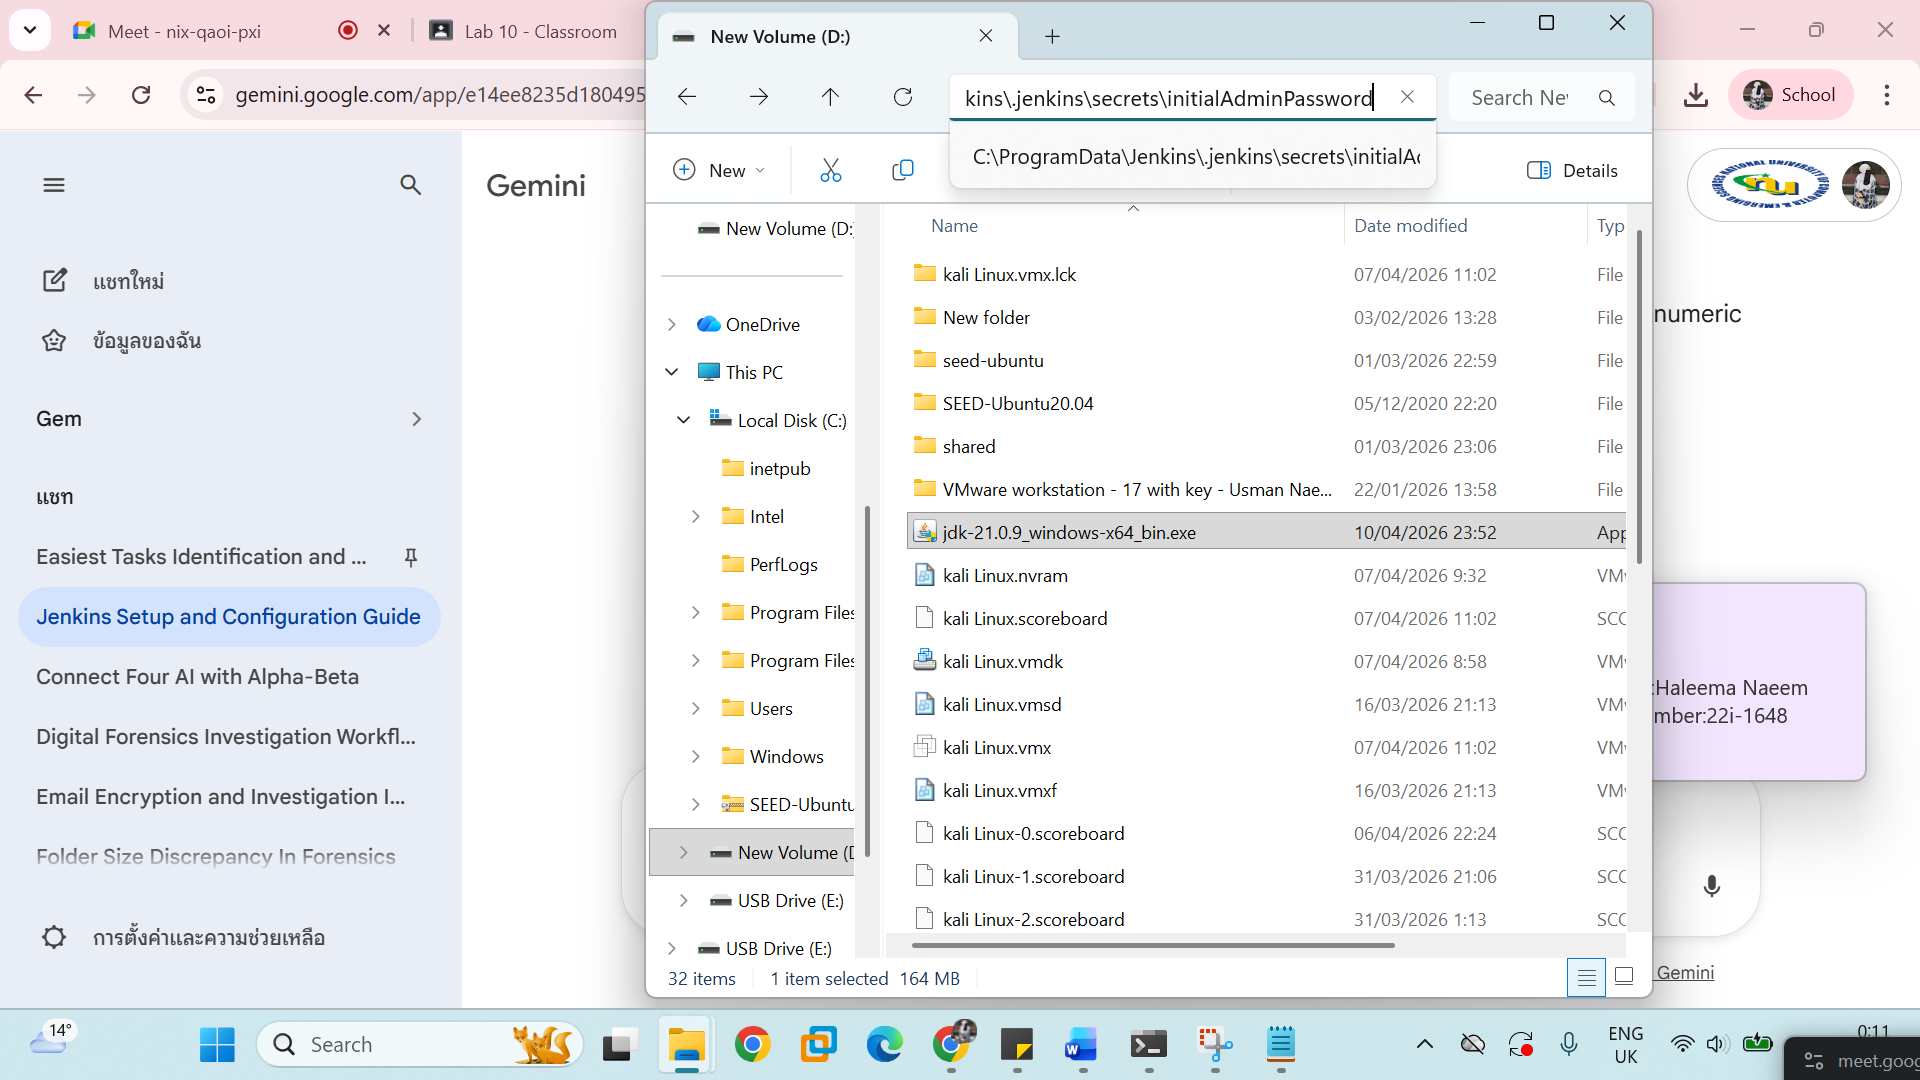 Meet - nix-qaoi-pxi
Lab 10 - Classroom
gemini.google.com/app/e14ee8235d180495
School
Gemini
แชทใหม่
ข้อมูลของฉัน
Gem
แชท
Easiest Tasks Identification and ...
Jenkins Setup and Configuration Guide
Connect Four AI with Alpha-Beta
Digital Forensics Investigation Workfl...
Email Encryption and Investigation I...
Folder Size Discrepancy In Forensics
การตั้งค่าและความช่วยเหลือ
New Volume (D:)
kins\.jenkins\secrets\initialAdminPassword
Search Ne
C:\ProgramData\Jenkins\.jenkins\secrets\initialAd
New
Details
New Volume (D:)
OneDrive
This PC
Local Disk (C:)
inetpub
Intel
PerfLogs
Program Files
Program Files
Users
Windows
SEED-Ubuntu
New Volume (D
USB Drive (E:)
USB Drive (E:)
Name Date modified Typ
kali Linux.vmx.lck 07/04/2026 11:02 File
New folder 03/02/2026 13:28 File
seed-ubuntu 01/03/2026 22:59 File
SEED-Ubuntu20.04 05/12/2020 22:20 File
shared 01/03/2026 23:06 File
VMware workstation - 17 with key - Usman Nae... 22/01/2026 13:58 File
jdk-21.0.9_windows-x64_bin.exe 10/04/2026 23:52 App
kali Linux.nvram 07/04/2026 9:32 VMw
kali Linux.scoreboard 07/04/2026 11:02 SCO
kali Linux.vmdk 07/04/2026 8:58 VMw
kali Linux.vmsd 16/03/2026 21:13 VMw
kali Linux.vmx 07/04/2026 11:02 VMw
kali Linux.vmxf 16/03/2026 21:13 VMw
kali Linux-0.scoreboard 06/04/2026 22:24 SCO
kali Linux-1.scoreboard 31/03/2026 21:06 SCO
kali Linux-2.scoreboard 31/03/2026 1:13 SCO
32 items 1 item selected 164 MB
numeric
:Haleema Naeem
mber:22i-1648
Gemini
14°
Search
ENG
UK
0:11
meet.goog